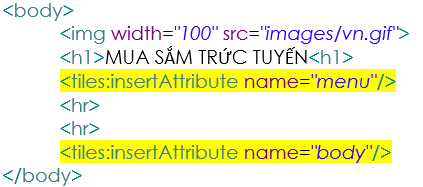 <body>
<img width="100" src="images/vn.gif">
<h1>MUA SẮM TRỨC TUYẾN<h1>
<tiles:insertAttribute name="menu"/>
<hr>
<hr>
<tiles:insertAttribute name="body"/>
</body>